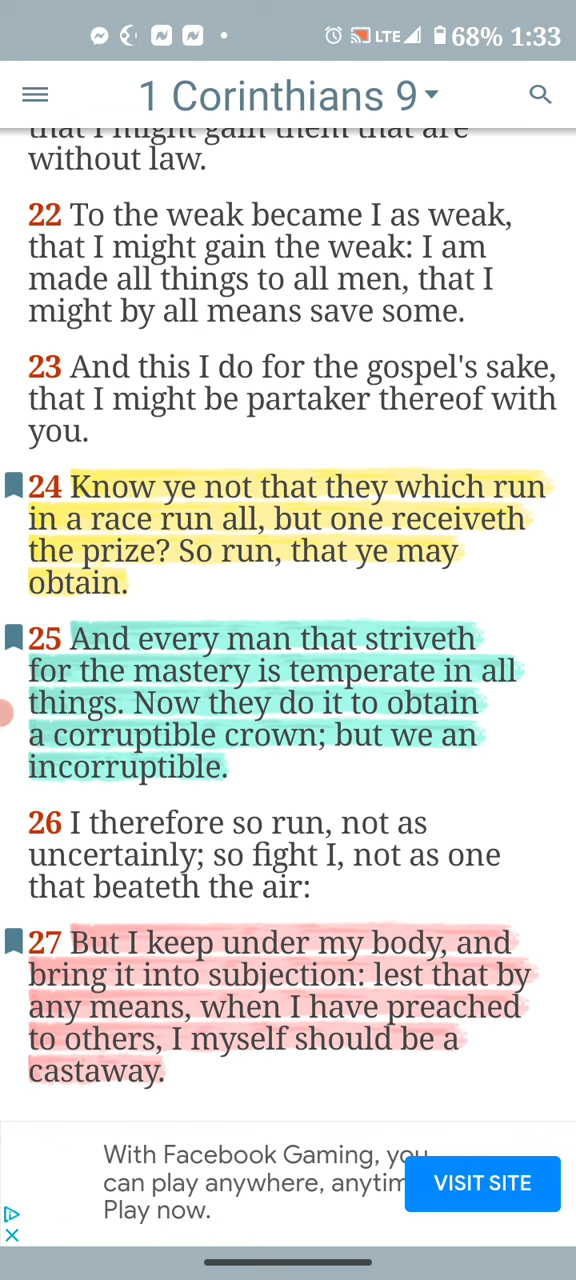 LTE 68% 1:33
1 Corinthians 9
that I might gain them that are
without law.
22 To the weak became I as weak,
that I might gain the weak: I am
made all things to all men, that I
might by all means save some.
23 And this I do for the gospel's sake,
that I might be partaker thereof with
you.
24 Know ye not that they which run
in a race run all, but one receiveth
the prize? So run, that ye may
obtain.
25 And every man that striveth
for the mastery is temperate in all
things. Now they do it to obtain
a corruptible crown; but we an
incorruptible.
26 I therefore so run, not as
uncertainly; so fight I, not as one
that beateth the air:
27 But I keep under my body, and
bring it into subjection: lest that by
any means, when I have preached
to others, I myself should be a
castaway.
With Facebook Gaming, you
can play anywhere, anytim
Play now.
VISIT SITE